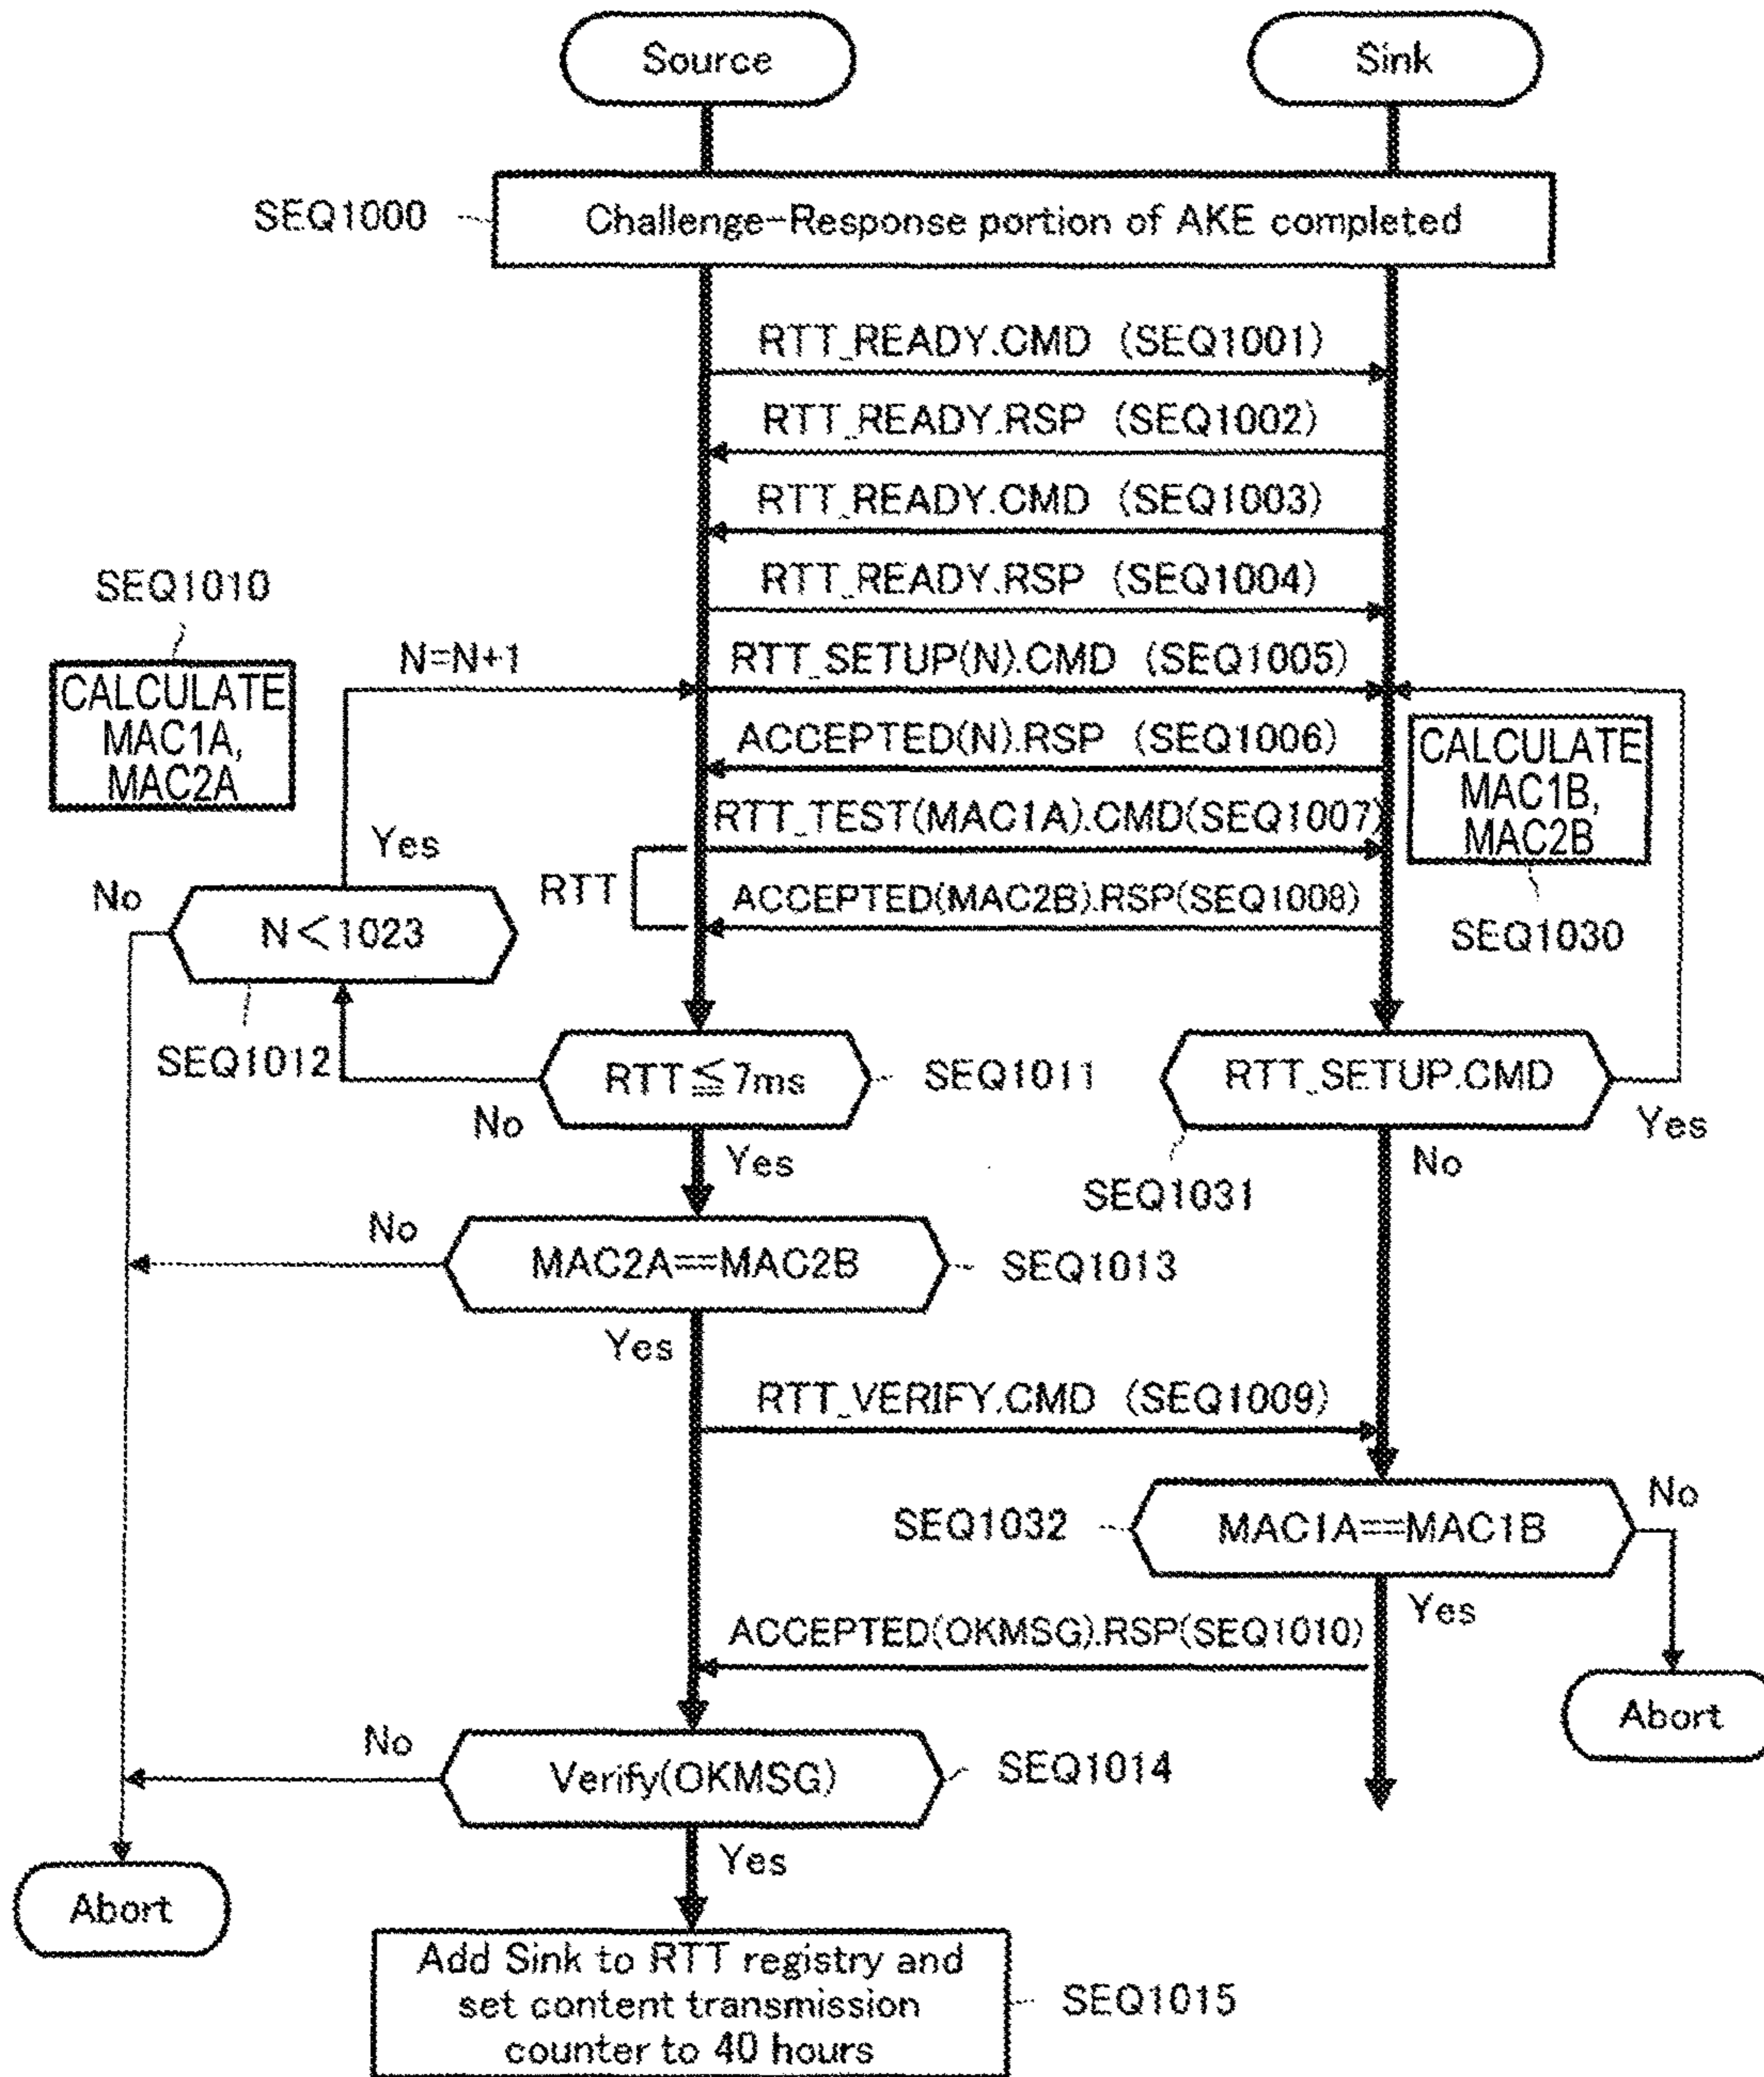 Source
Sink
SEQ1000
Challenge-Response portion of AKE completed
RTT_READY.CMD (SEQ1001)
RTT_READY.RSP (SEQ1002)
RTT_READY.CMD (SEQ1003)
RTT_READY.RSP (SEQ1004)
SEQ1010
CALCULATE
MAC1A,
MAC2A
N=N+1
RTT_SETUP(N).CMD (SEQ1005)
ACCEPTED(N).RSP (SEQ1006)
CALCULATE
MAC1B,
MAC2B
SEQ1030
RTT_TEST(MAC1A).CMD(SEQ1007)
RTT
ACCEPTED(MAC2B).RSP(SEQ1008)
Yes
No
N<1023
SEQ1012
RTT≦7ms
SEQ1011
No
Yes
RTT_SETUP.CMD
Yes
No
SEQ1031
No
MAC2A==MAC2B
SEQ1013
Yes
RTT_VERIFY.CMD (SEQ1009)
SEQ1032
MAC1A==MAC1B
No
Yes
ACCEPTED(OKMSG).RSP(SEQ1010)
Abort
No
Verify(OKMSG)
SEQ1014
Yes
Abort
Add Sink to RTT registry and
set content transmission
counter to 40 hours
SEQ1015